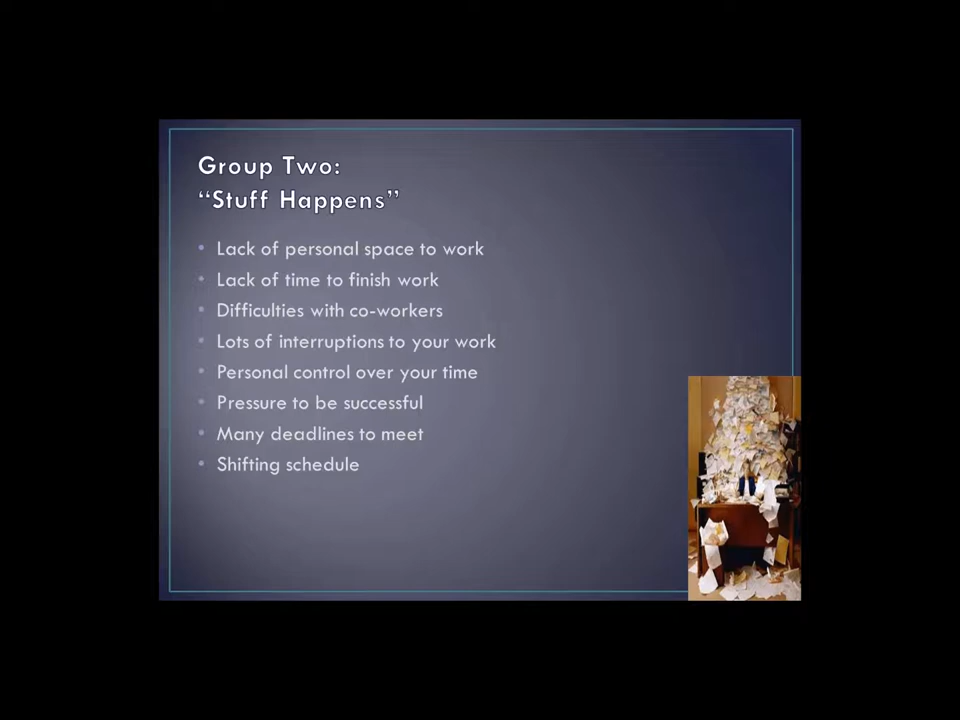 Group Two:
“Stuff Happens”
• Lack of personal space to work
• Lack of time to finish work
• Difficulties with co-workers
• Lots of interruptions to your work
• Personal control over your time
• Pressure to be successful
• Many deadlines to meet
• Shifting schedule